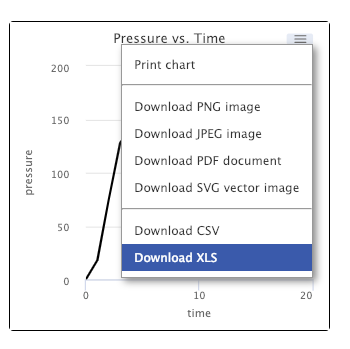 Pressure vs. Time
Print chart
Download PNG image
Download JPEG image
Download PDF document
Download SVG vector image
Download CSV
Download XLS
pressure
200
150
100
50
0
0
10
20
time